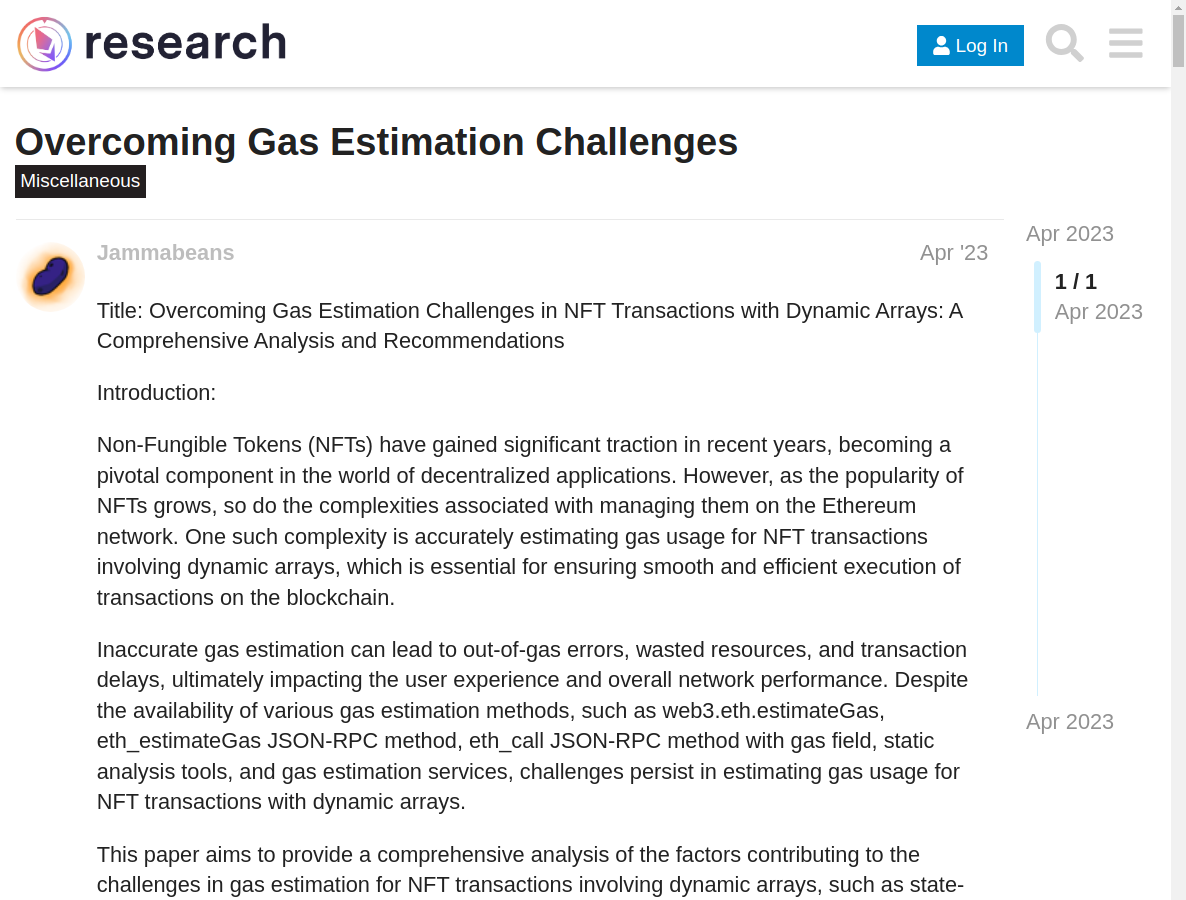 research
Log In
Overcoming Gas Estimation Challenges
Miscellaneous
Jammabeans
Apr '23
Title: Overcoming Gas Estimation Challenges in NFT Transactions with Dynamic Arrays: A
Comprehensive Analysis and Recommendations
Introduction:
Non-Fungible Tokens (NFTs) have gained significant traction in recent years, becoming a
pivotal component in the world of decentralized applications. However, as the popularity of
NFTs grows, so do the complexities associated with managing them on the Ethereum
network. One such complexity is accurately estimating gas usage for NFT transactions
involving dynamic arrays, which is essential for ensuring smooth and efficient execution of
transactions on the blockchain.
Inaccurate gas estimation can lead to out-of-gas errors, wasted resources, and transaction
delays, ultimately impacting the user experience and overall network performance. Despite
the availability of various gas estimation methods, such as web3.eth.estimateGas,
eth_estimateGas JSON-RPC method, eth_call JSON-RPC method with gas field, static
analysis tools, and gas estimation services, challenges persist in estimating gas usage for
NFT transactions with dynamic arrays.
This paper aims to provide a comprehensive analysis of the factors contributing to the
challenges in gas estimation for NFT transactions involving dynamic arrays, such as state-
Apr 2023
1 / 1
Apr 2023
Apr 2023